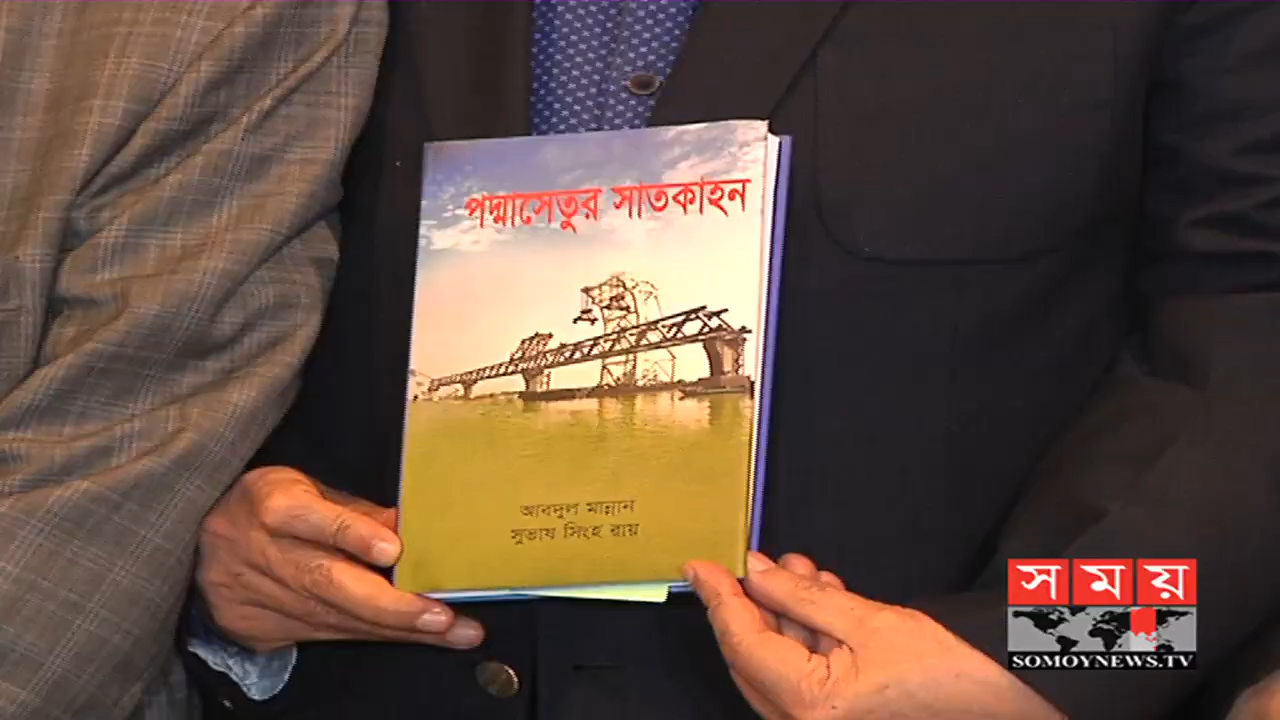 পদ্মাসেতুর সাতকাহন
আবদুল মান্নান
সুভাষ সিংহ রায়
সময়
SOMOYNEWS.TV